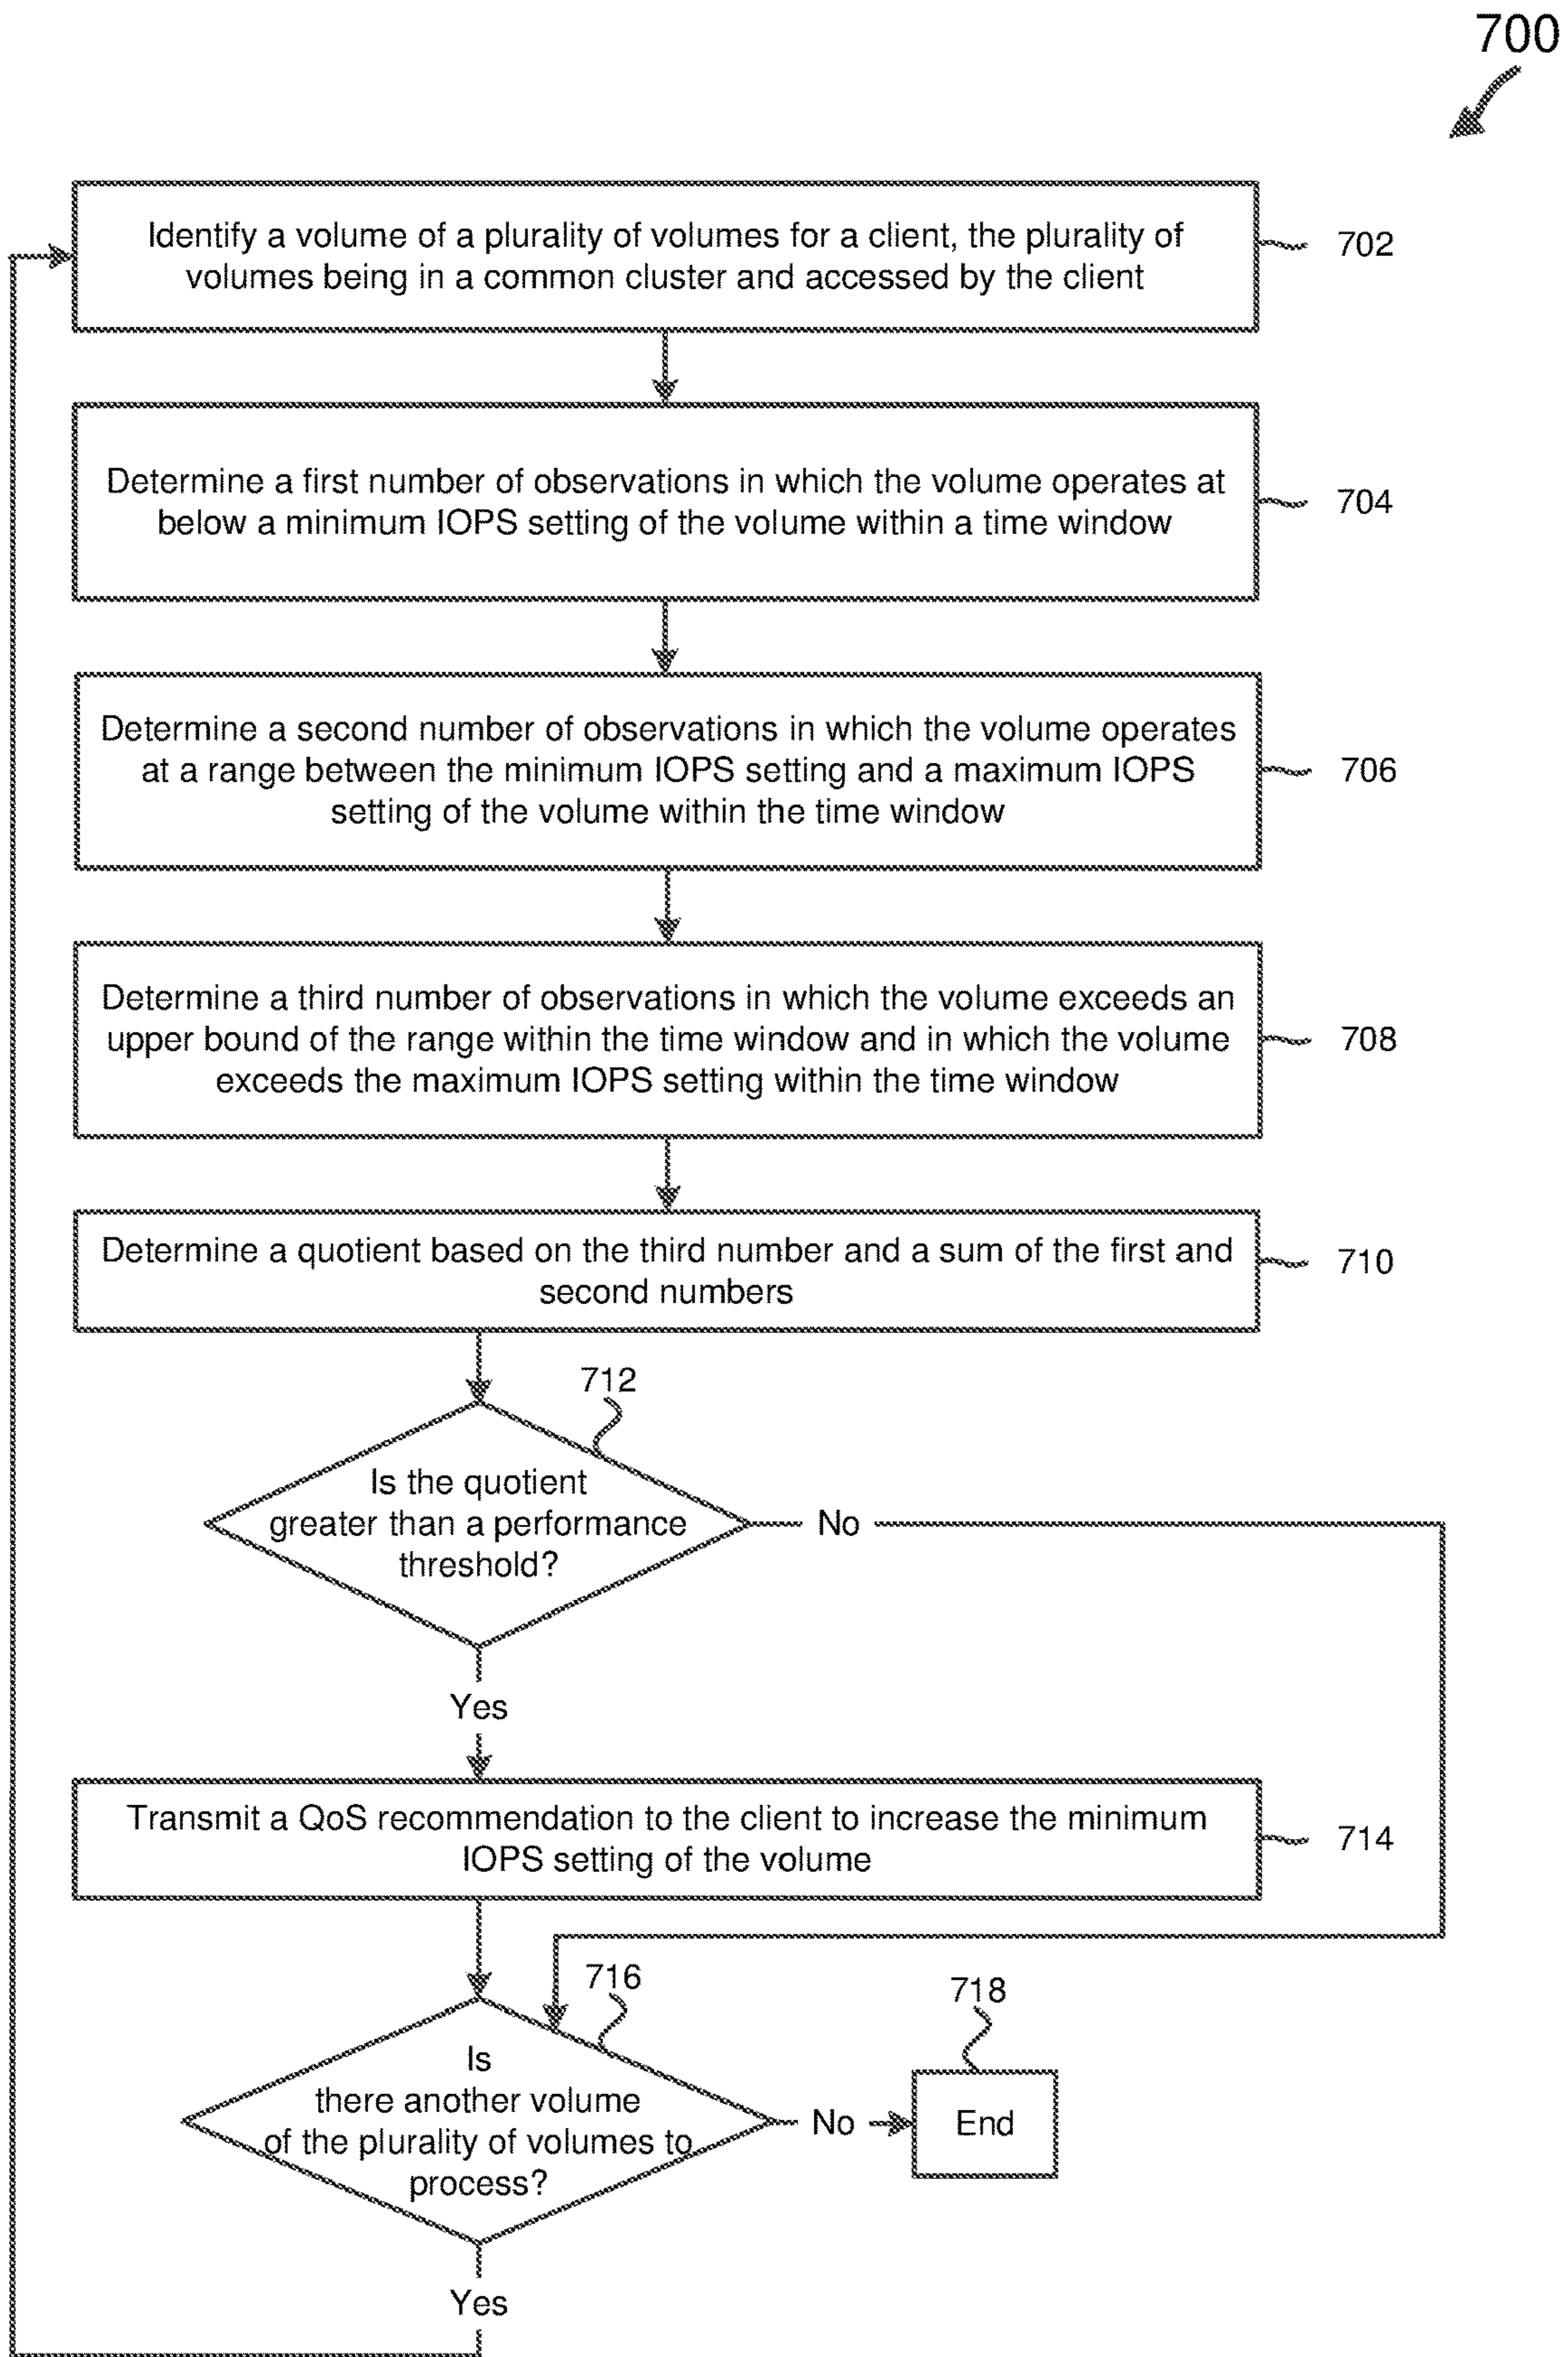 700
Identify a volume of a plurality of volumes for a client, the plurality of
volumes being in a common cluster and accessed by the client
702
Determine a first number of observations in which the volume operates at
below a minimum IOPS setting of the volume within a time window
704
Determine a second number of observations in which the volume operates
at a range between the minimum IOPS setting and a maximum IOPS
setting of the volume within the time window
706
Determine a third number of observations in which the volume exceeds an
upper bound of the range within the time window and in which the volume
exceeds the maximum IOPS setting within the time window
708
Determine a quotient based on the third number and a sum of the first and
second numbers
710
712
Is the quotient
greater than a performance
threshold?
No
Yes
Transmit a QoS recommendation to the client to increase the minimum
IOPS setting of the volume
714
716
718
Is
there another volume
of the plurality of volumes to
process?
No
End
Yes